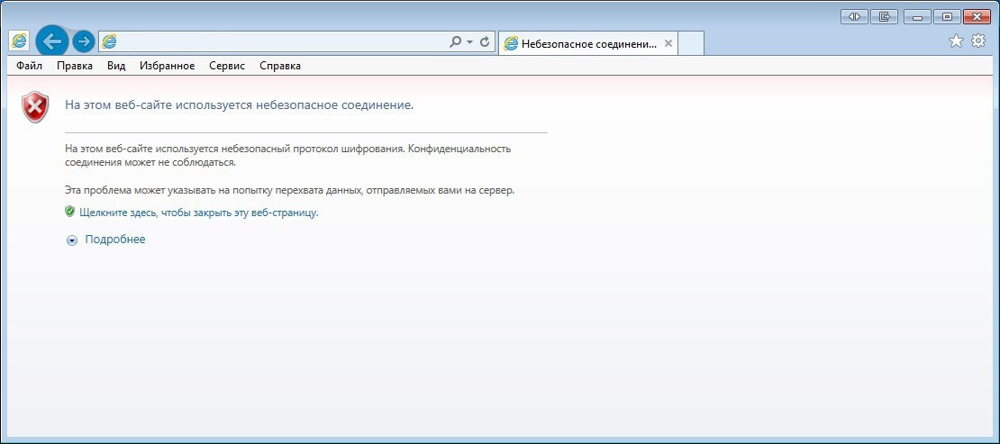 Небезопасное соединени...
Файл Правка Вид Избранное Сервис Справка
На этом веб-сайте используется небезопасное соединение.
На этом веб-сайте используется небезопасный протокол шифрования. Конфиденциальность
соединения может не соблюдаться.
Эта проблема может указывать на попытку перехвата данных, отправляемых вами на сервер.
Щелкните здесь, чтобы закрыть эту веб-страницу.
Подробнее